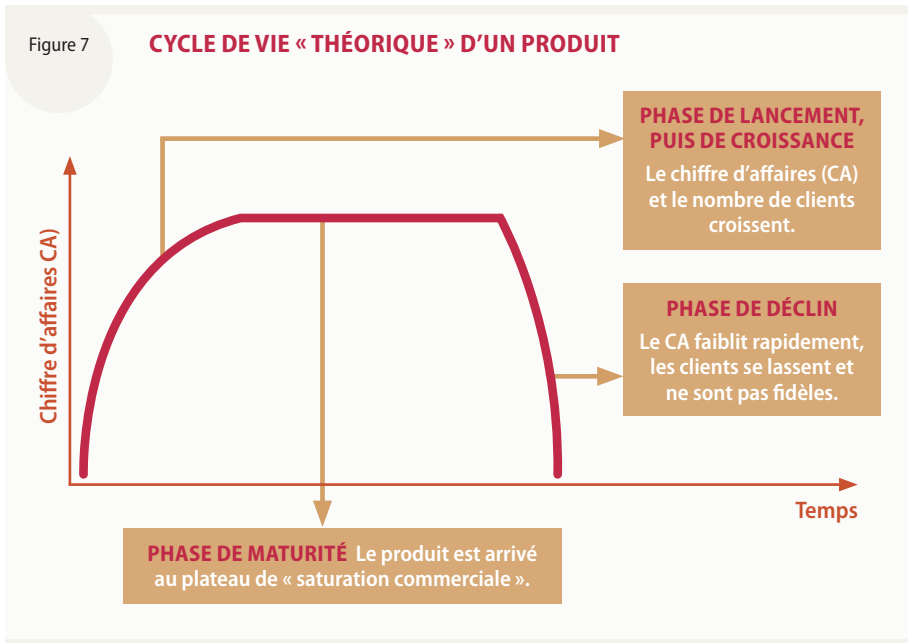 Figure 7
CYCLE DE VIE « THÉORIQUE » D’UN PRODUIT
PHASE DE LANCEMENT,
PUIS DE CROISSANCE
Le chiffre d’affaires (CA)
et le nombre de clients
croissent.
Chiffre d’affaires CA)
PHASE DE DÉCLIN
Le CA faiblit rapidement,
les clients se lassent et
ne sont pas fidèles.
Temps
PHASE DE MATURITÉ Le produit est arrivé
au plateau de « saturation commerciale ».